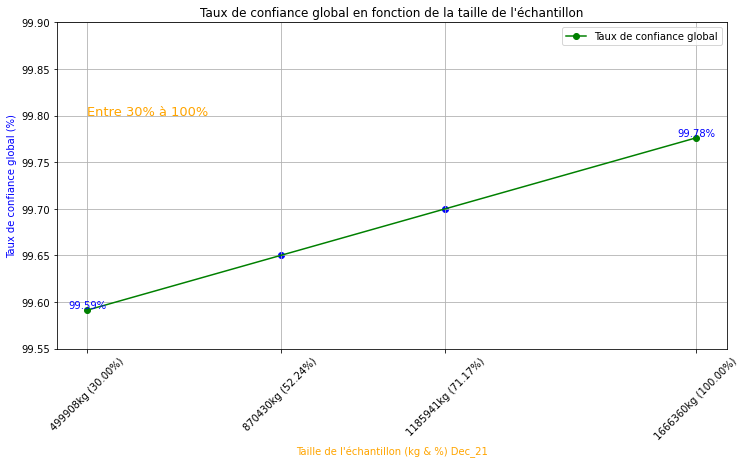 Taux de confiance global en fonction de la taille de l'échantillon
Taux de confiance global
Entre 30% à 100%
Taux de confiance global (%)
99.90
99.85
99.80
99.75
99.70
99.65
99.60
99.55
99.59%
99.78%
499908kg (30.00%)
870430kg (52.24%)
1185941kg (71.17%)
1666360kg (100.00%)
Taille de l'échantillon (kg & %) Dec_21